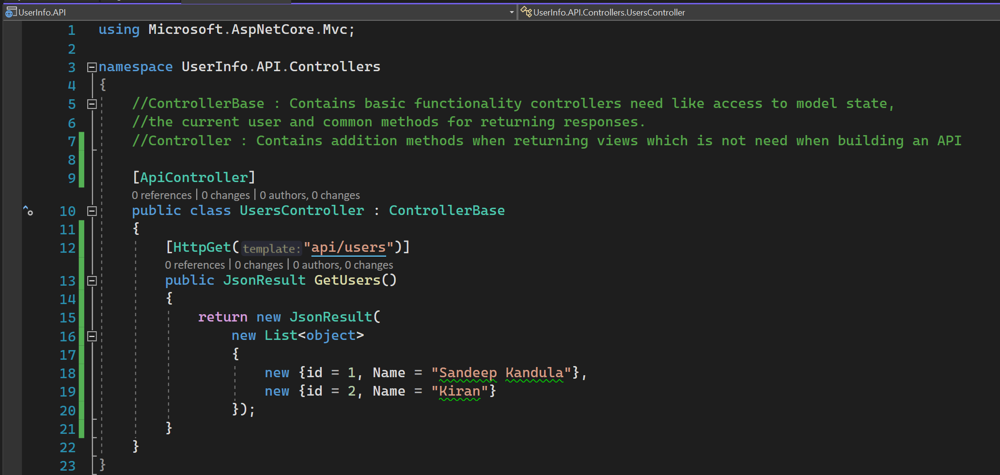 UserInfo.API UserInfo.API.Controllers.UsersController
1 using Microsoft.AspNetCore.Mvc;
2
3 namespace UserInfo.API.Controllers
4 {
5 //ControllerBase : Contains basic functionality controllers need like access to model state,
6 //the current user and common methods for returning responses.
7 //Controller : Contains addition methods when returning views which is not need when building an API
8
9 [ApiController]
0 references | 0 changes | 0 authors, 0 changes
10 public class UsersController : ControllerBase
11 {
12 [HttpGet(template:"api/users")]
0 references | 0 changes | 0 authors, 0 changes
13 public JsonResult GetUsers()
14 {
15 return new JsonResult(
16 new List<object>
17 {
18 new {id = 1, Name = "Sandeep Kandula"},
19 new {id = 2, Name = "Kiran"}
20 });
21 }
22 }
23 }